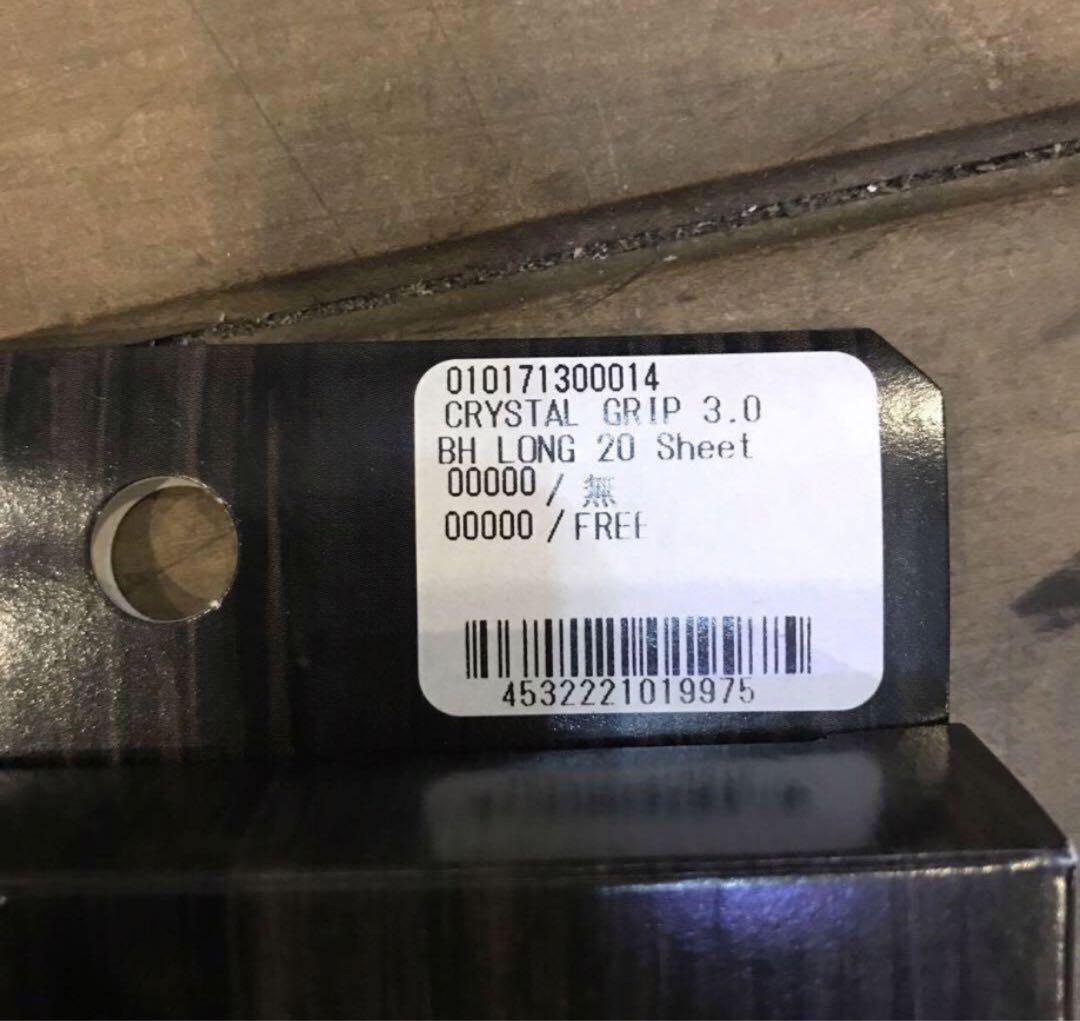 010171300014
CRYSTAL GRIP 3.0
BH LONG 20 Sheet
00000 / 無
00000 / FREE
4532221019975